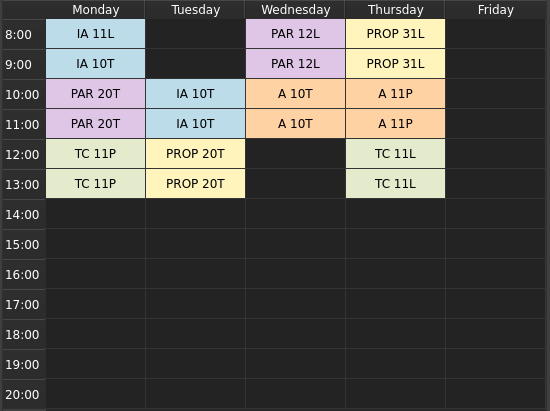 Monday Tuesday Wednesday Thursday Friday
8:00 IA 11L PAR 12L PROP 31L
9:00 IA 10T PAR 12L PROP 31L
10:00 PAR 20T IA 10T A 10T A 11P
11:00 PAR 20T IA 10T A 10T A 11P
12:00 TC 11P PROP 20T TC 11L
13:00 TC 11P PROP 20T TC 11L
14:00
15:00
16:00
17:00
18:00
19:00
20:00